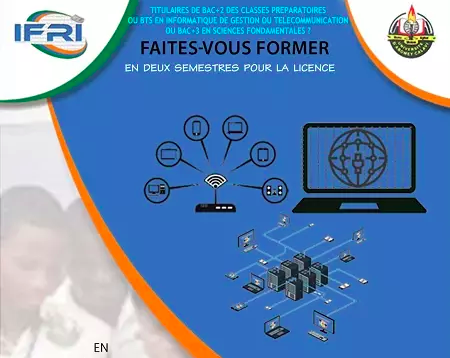 IFRI
TITULAIRES DE BAC+2 DES CLASSES PREPARATOIRES
OU BTS EN INFORMATIQUE DE GESTION OU TELECOMMUNICATION
OU BAC+3 EN SCIENCES FONDAMENTALES ?
FAITES-VOUS FORMER
EN DEUX SEMESTRES POUR LA LICENCE
EN